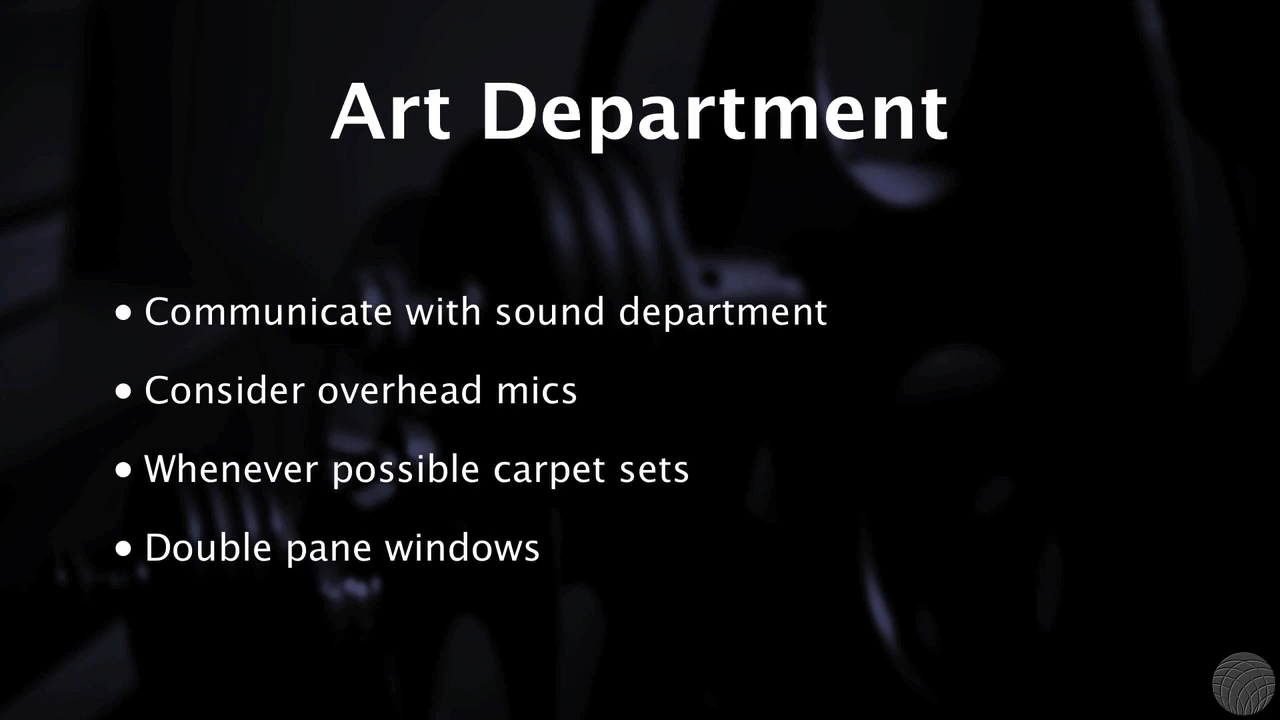 Art Department
• Communicate with sound department
• Consider overhead mics
• Whenever possible carpet sets
• Double pane windows